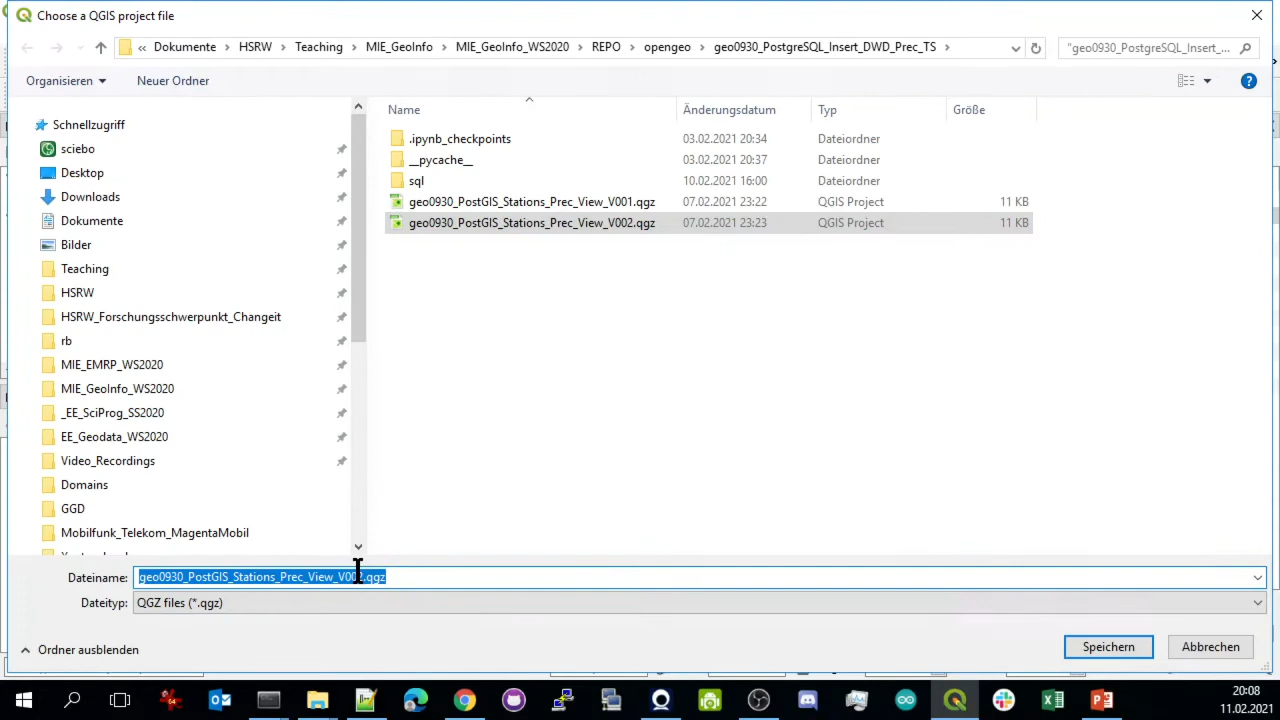 Choose a QGIS project file
« Dokumente › HSRW › Teaching › MIE_GeoInfo › MIE_GeoInfo_WS2020 › REPO › opengeo › geo0930_PostgreSQL_Insert_DWD_Prec_TS ›
"geo0930_PostgreSQL_Insert_...
Organisieren
Neuer Ordner
Name Änderungsdatum Typ Größe
Schnellzugriff
sciebo
Desktop
Downloads
Dokumente
Bilder
Teaching
HSRW
HSRW_Forschungsschwerpunkt_Changeit
rb
MIE_EMRP_WS2020
MIE_GeoInfo_WS2020
_EE_SciProg_SS2020
EE_Geodata_WS2020
Video_Recordings
Domains
GGD
Mobilfunk_Telekom_MagentaMobil
.ipynb_checkpoints 03.02.2021 20:34 Dateiordner
__pycache__ 03.02.2021 20:37 Dateiordner
sql 10.02.2021 16:00 Dateiordner
geo0930_PostGIS_Stations_Prec_View_V001.qgz 07.02.2021 23:22 QGIS Project 11 KB
geo0930_PostGIS_Stations_Prec_View_V002.qgz 07.02.2021 23:23 QGIS Project 11 KB
Dateiname: geo0930_PostGIS_Stations_Prec_View_V002.qgz
Dateityp: QGZ files (*.qgz)
Ordner ausblenden
Speichern
Abbrechen
20:08
11.02.2021